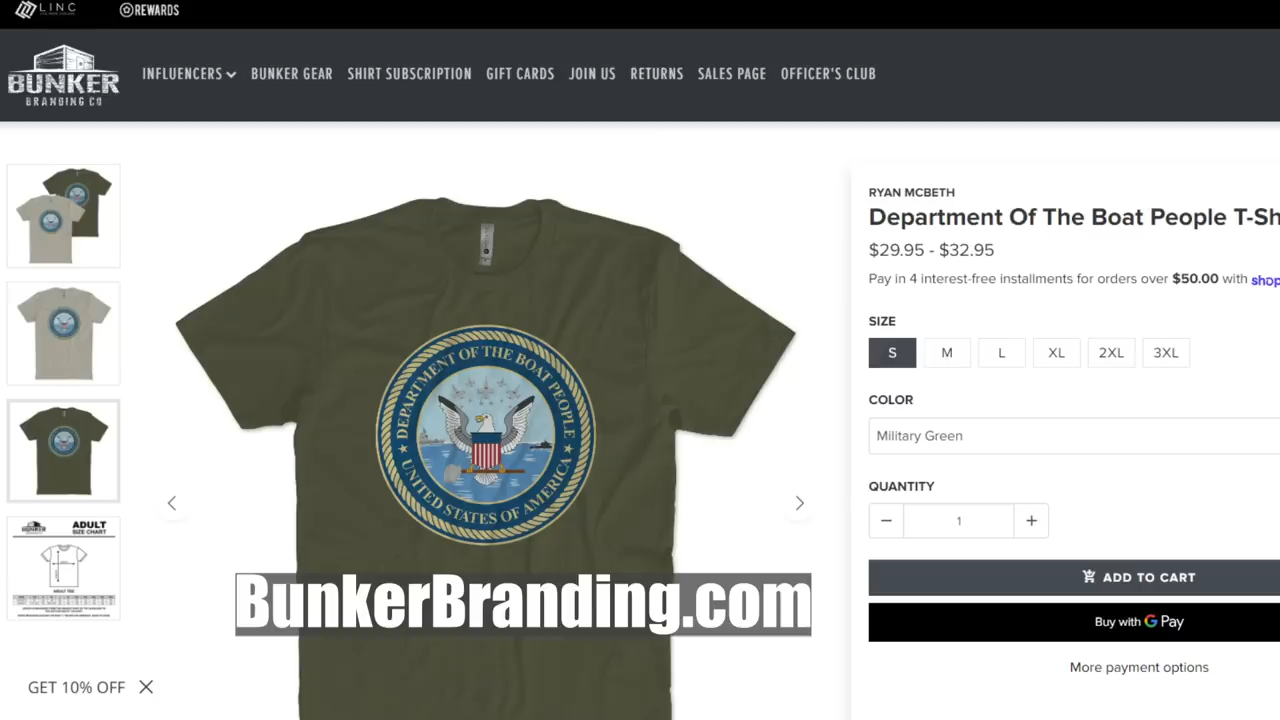 LINC
REWARDS
BUNKER
BRANDING CO
INFLUENCERS
BUNKER GEAR
SHIRT SUBSCRIPTION
GIFT CARDS
JOIN US
RETURNS
SALES PAGE
OFFICER'S CLUB
RYAN MCBETH
Department Of The Boat People T-Sh
$29.95 - $32.95
Pay in 4 interest-free installments for orders over $50.00 with shop
SIZE
S M L XL 2XL 3XL
COLOR
Military Green
QUANTITY
− 1 +
ADD TO CART
Buy with G Pay
More payment options
DEPARTMENT OF THE BOAT PEOPLE
UNITED STATES OF AMERICA
BunkerBranding.com
BUNKER
ADULT
SIZE CHART
GET 10% OFF